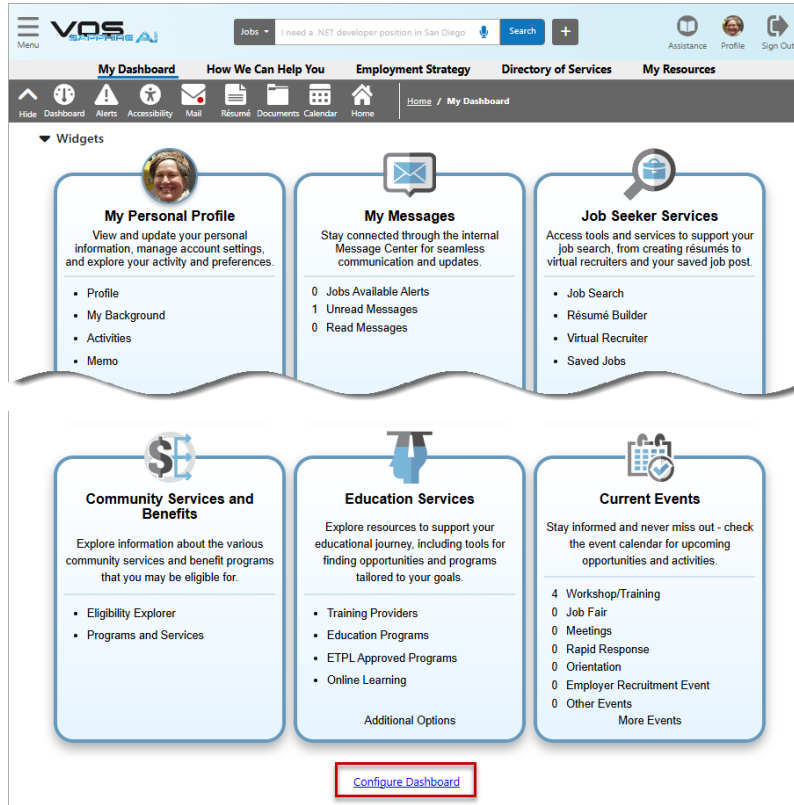 Menu
VOS
SAPPHIRE AI
Jobs
I need a .NET developer position in San Diego
Search
+
Assistance
Profile
Sign Out
My Dashboard
How We Can Help You
Employment Strategy
Directory of Services
My Resources
Hide
Dashboard
Alerts
Accessibility
Mail
Résumé
Documents
Calendar
Home
Home / My Dashboard
Widgets
My Personal Profile
View and update your personal
information, manage account settings,
and explore your activity and preferences.
• Profile
• My Background
• Activities
• Memo
My Messages
Stay connected through the internal
Message Center for seamless
communication and updates.
0 Jobs Available Alerts
1 Unread Messages
0 Read Messages
Job Seeker Services
Access tools and services to support your
job search, from creating résumés to
virtual recruiters and your saved job post.
• Job Search
• Résumé Builder
• Virtual Recruiter
• Saved Jobs
Community Services and
Benefits
Explore information about the various
community services and benefit programs
that you may be eligible for.
• Eligibility Explorer
• Programs and Services
Education Services
Explore resources to support your
educational journey, including tools for
finding opportunities and programs
tailored to your goals.
• Training Providers
• Education Programs
• ETPL Approved Programs
• Online Learning
Additional Options
Current Events
Stay informed and never miss out - check
the event calendar for upcoming
opportunities and activities.
4 Workshop/Training
0 Job Fair
0 Meetings
0 Rapid Response
0 Orientation
0 Employer Recruitment Event
0 Other Events
More Events
Configure Dashboard